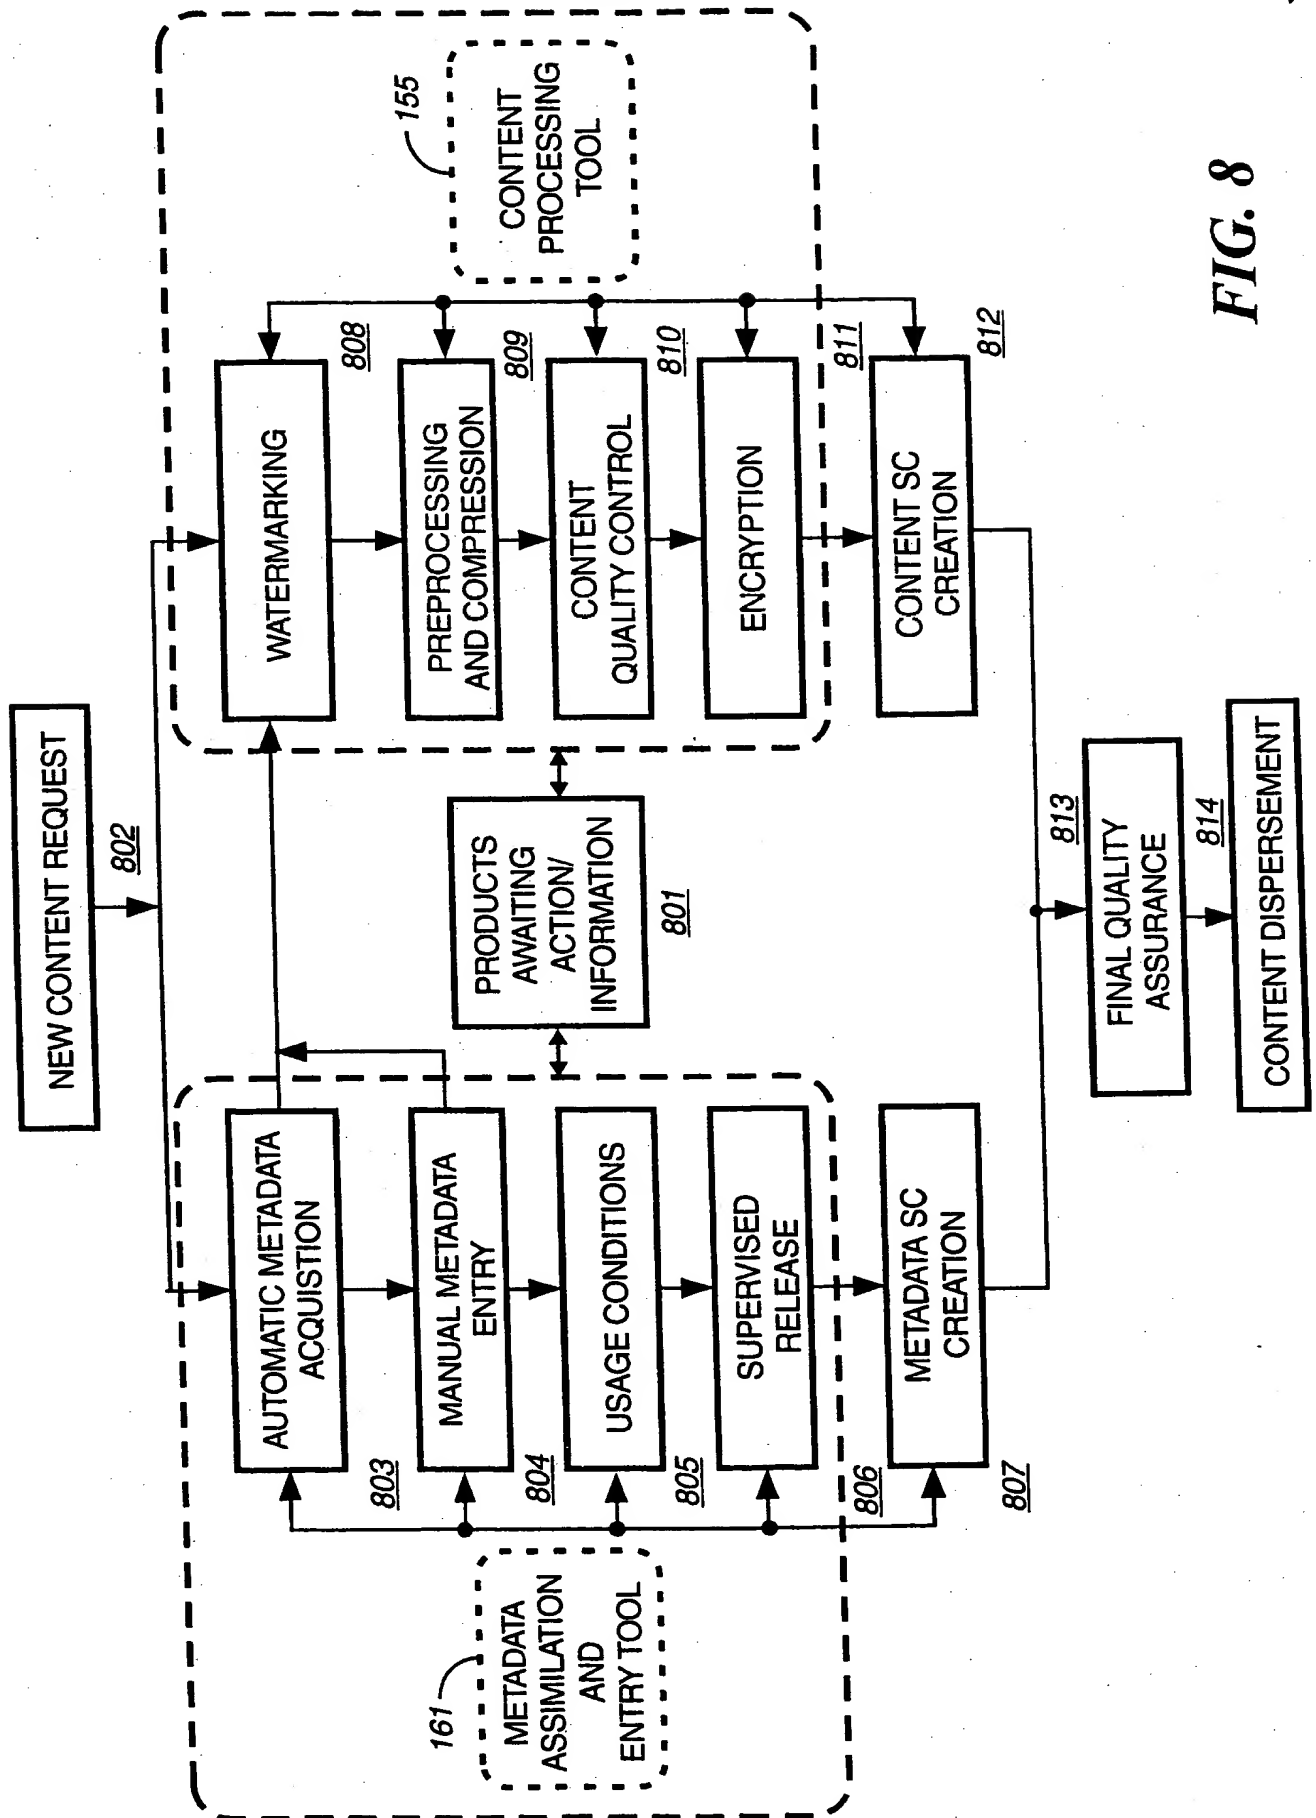 NEW CONTENT REQUEST
802
161
METADATA
ASSIMILATION
AND
ENTRY TOOL
AUTOMATIC METADATA
ACQUISTION
803
MANUAL METADATA
ENTRY
804
USAGE CONDITIONS
805
SUPERVISED
RELEASE
806
METADATA SC
CREATION
807
PRODUCTS
AWAITING
ACTION/
INFORMATION
801
WATERMARKING
808
PREPROCESSING
AND COMPRESSION
809
CONTENT
QUALITY CONTROL
810
ENCRYPTION
811
CONTENT SC
CREATION
812
155
CONTENT
PROCESSING
TOOL
813
FINAL QUALITY
ASSURANCE
814
CONTENT DISPERSEMENT
FIG. 8